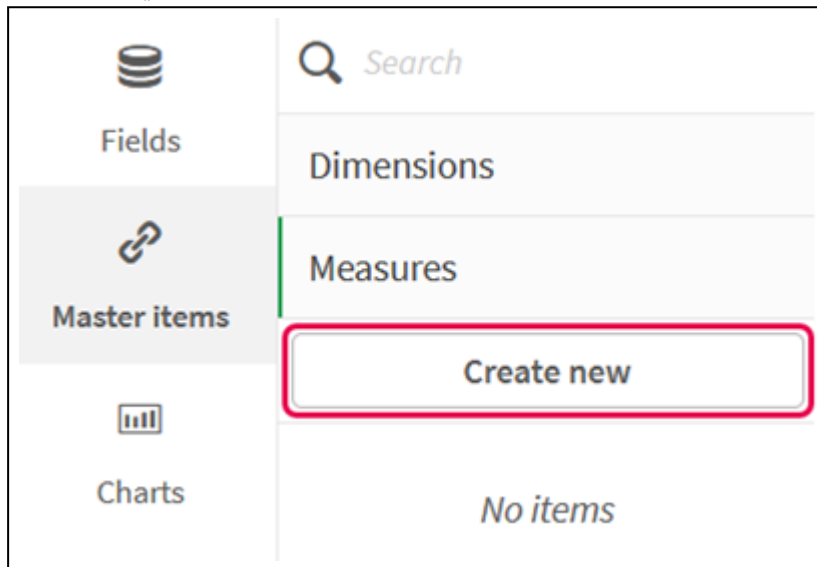 Search
Fields
Dimensions
Measures
Master items
Create new
Charts
No items